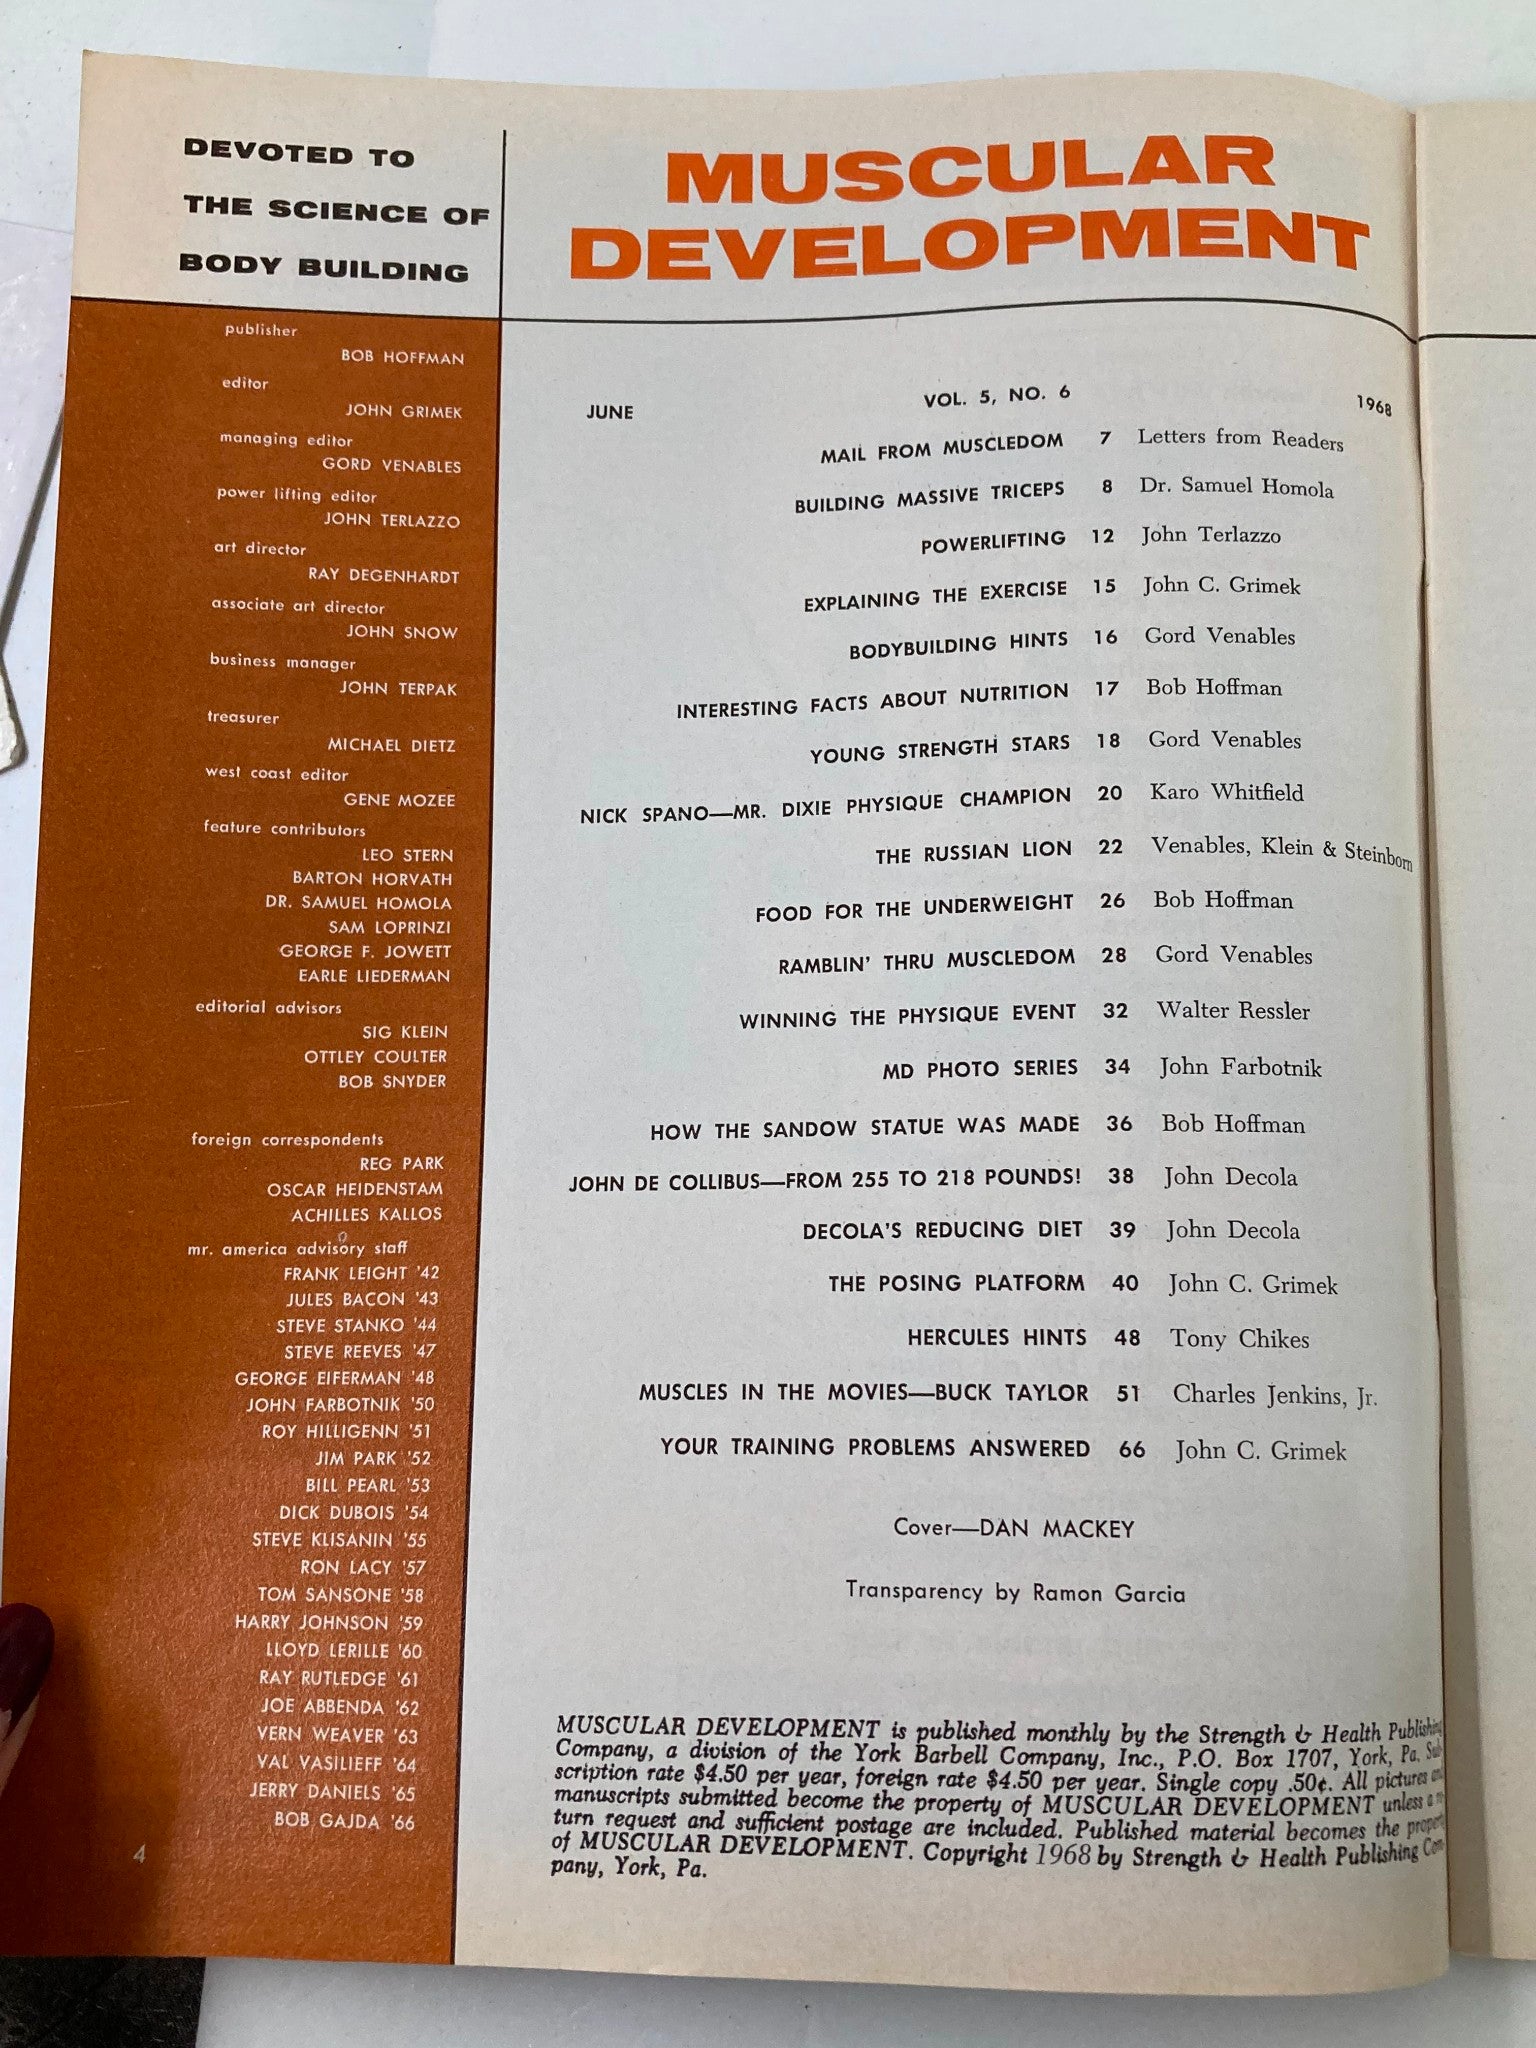 DEVOTED TO
THE SCIENCE OF
BODY BUILDING
publisher
BOB HOFFMAN
editor
JOHN GRIMEK
managing editor
GORD VENABLES
power lifting editor
JOHN TERLAZZO
art director
RAY DEGENHARDT
associate art director
JOHN SNOW
business manager
JOHN TERPAK
treasurer
MICHAEL DIETZ
west coast editor
GENE MOZEE
feature contributors
LEO STERN
BARTON HORVATH
DR. SAMUEL HOMOLA
SAM LOPRINZI
GEORGE F. JOWETT
EARLE LIEDERMAN
editorial advisors
SIG KLEIN
OTTLEY COULTER
BOB SNYDER
foreign correspondents
REG PARK
OSCAR HEIDENSTAM
ACHILLES KALLOS
mr. america advisory staff
FRANK LEIGHT '42
JULES BACON '43
STEVE STANKO '44
STEVE REEVES '47
GEORGE EIFERMAN '48
JOHN FARBOTNIK '50
ROY HILLIGENN '51
JIM PARK '52
BILL PEARL '53
DICK DUBOIS '54
STEVE KLISANIN '55
RON LACY '57
TOM SANSONE '58
HARRY JOHNSON '59
LLOYD LERILLE '60
RAY RUTLEDGE '61
JOE ABBENDA '62
VERN WEAVER '63
VAL VASILIEFF '64
JERRY DANIELS '65
BOB GAJDA '66
4
MUSCULAR
DEVELOPMENT
JUNE VOL. 5, NO. 6 1968
MAIL FROM MUSCLEDOM 7 Letters from Readers
BUILDING MASSIVE TRICEPS 8 Dr. Samuel Homola
POWERLIFTING 12 John Terlazzo
EXPLAINING THE EXERCISE 15 John C. Grimek
BODYBUILDING HINTS 16 Gord Venables
INTERESTING FACTS ABOUT NUTRITION 17 Bob Hoffman
YOUNG STRENGTH STARS 18 Gord Venables
NICK SPANO—MR. DIXIE PHYSIQUE CHAMPION 20 Karo Whitfield
THE RUSSIAN LION 22 Venables, Klein & Steinborn
FOOD FOR THE UNDERWEIGHT 26 Bob Hoffman
RAMBLIN' THRU MUSCLEDOM 28 Gord Venables
WINNING THE PHYSIQUE EVENT 32 Walter Ressler
MD PHOTO SERIES 34 John Farbotnik
HOW THE SANDOW STATUE WAS MADE 36 Bob Hoffman
JOHN DE COLLIBUS—FROM 255 TO 218 POUNDS! 38 John Decola
DECOLA'S REDUCING DIET 39 John Decola
THE POSING PLATFORM 40 John C. Grimek
HERCULES HINTS 48 Tony Chikes
MUSCLES IN THE MOVIES—BUCK TAYLOR 51 Charles Jenkins, Jr.
YOUR TRAINING PROBLEMS ANSWERED 66 John C. Grimek
Cover—DAN MACKEY
Transparency by Ramon Garcia
MUSCULAR DEVELOPMENT is published monthly by the Strength & Health Publishing
Company, a division of the York Barbell Company, Inc., P.O. Box 1707, York, Pa. Sub
scription rate $4.50 per year, foreign rate $4.50 per year. Single copy .50¢. All pictures
manuscripts submitted become the property of MUSCULAR DEVELOPMENT unless a
turn request and sufficient postage are included. Published material becomes the
of MUSCULAR DEVELOPMENT. Copyright 1968 by Strength & Health Publishing Com
pany, York, Pa.